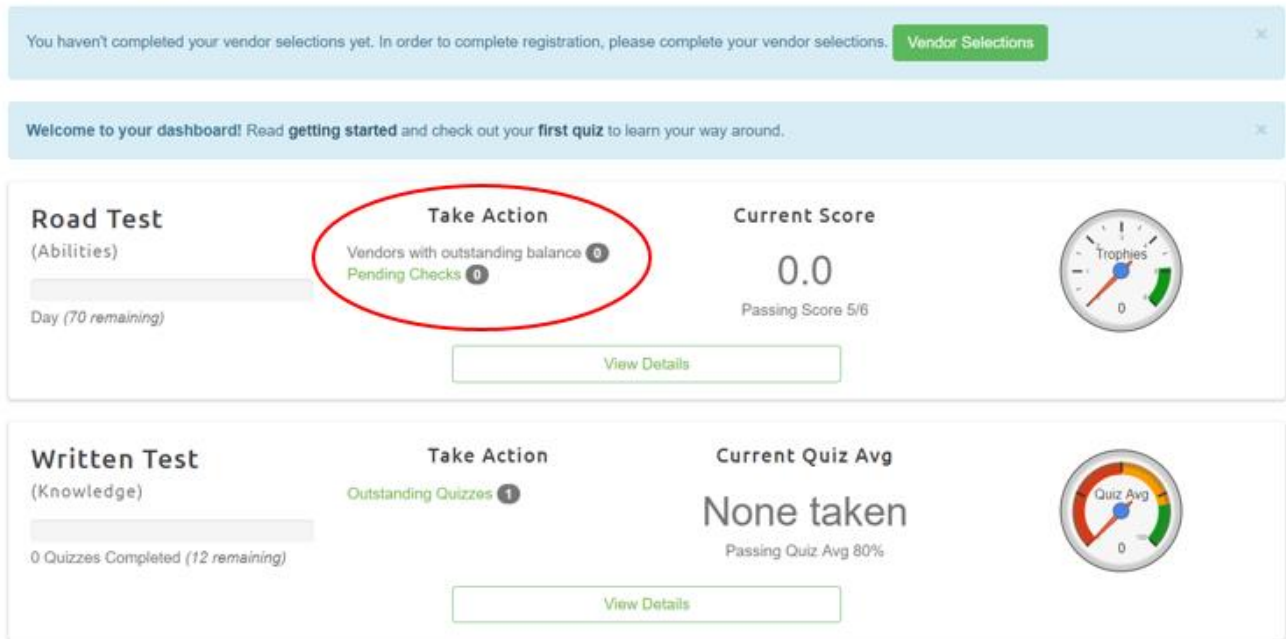 You haven't completed your vendor selections yet. In order to complete registration, please complete your vendor selections. Vendor Selections ×
Welcome to your dashboard! Read getting started and check out your first quiz to learn your way around. ×
Road Test
(Abilities)
Day (70 remaining)
Take Action
Vendors with outstanding balance 0
Pending Checks 0
Current Score
0.0
Passing Score 5/6
Trophies
0
View Details
Written Test
(Knowledge)
0 Quizzes Completed (12 remaining)
Take Action
Outstanding Quizzes 1
Current Quiz Avg
None taken
Passing Quiz Avg 80%
Quiz Avg
0
View Details